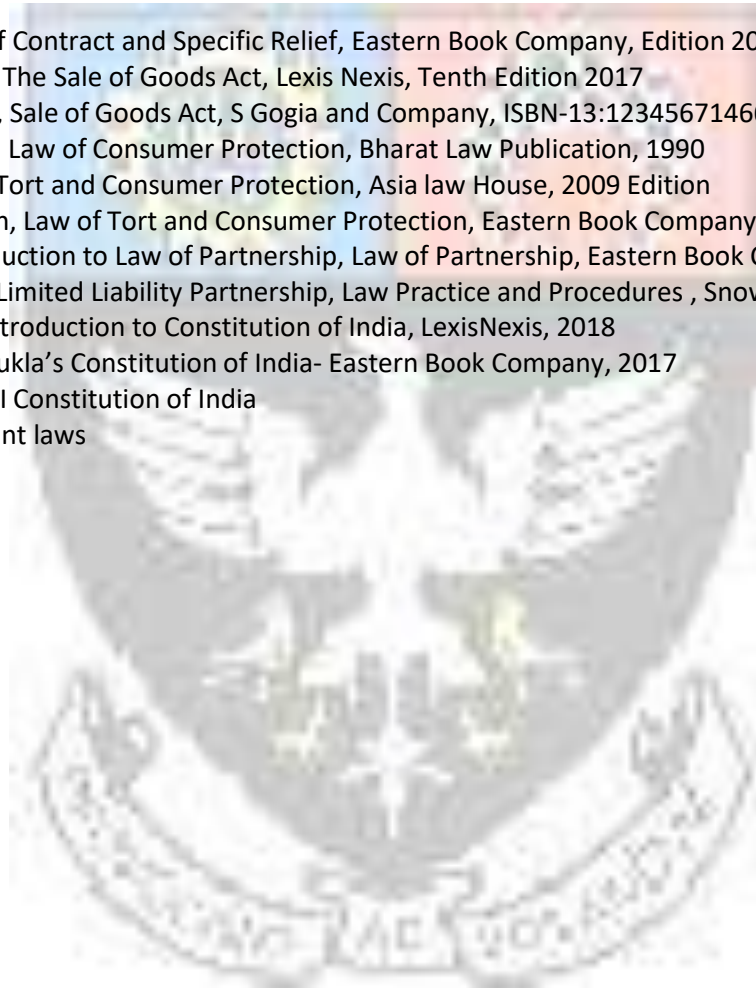 f Contract and Specific Relief, Eastern Book Company, Edition 20
The Sale of Goods Act, Lexis Nexis, Tenth Edition 2017
, Sale of Goods Act, S Gogia and Company, ISBN-13:1234567146
Law of Consumer Protection, Bharat Law Publication, 1990
Tort and Consumer Protection, Asia law House, 2009 Edition
n, Law of Tort and Consumer Protection, Eastern Book Company
uction to Law of Partnership, Law of Partnership, Eastern Book
Limited Liability Partnership, Law Practice and Procedures , Snow
troduction to Constitution of India, LexisNexis, 2018
ukla’s Constitution of India- Eastern Book Company, 2017
I Constitution of India
nt laws
AC